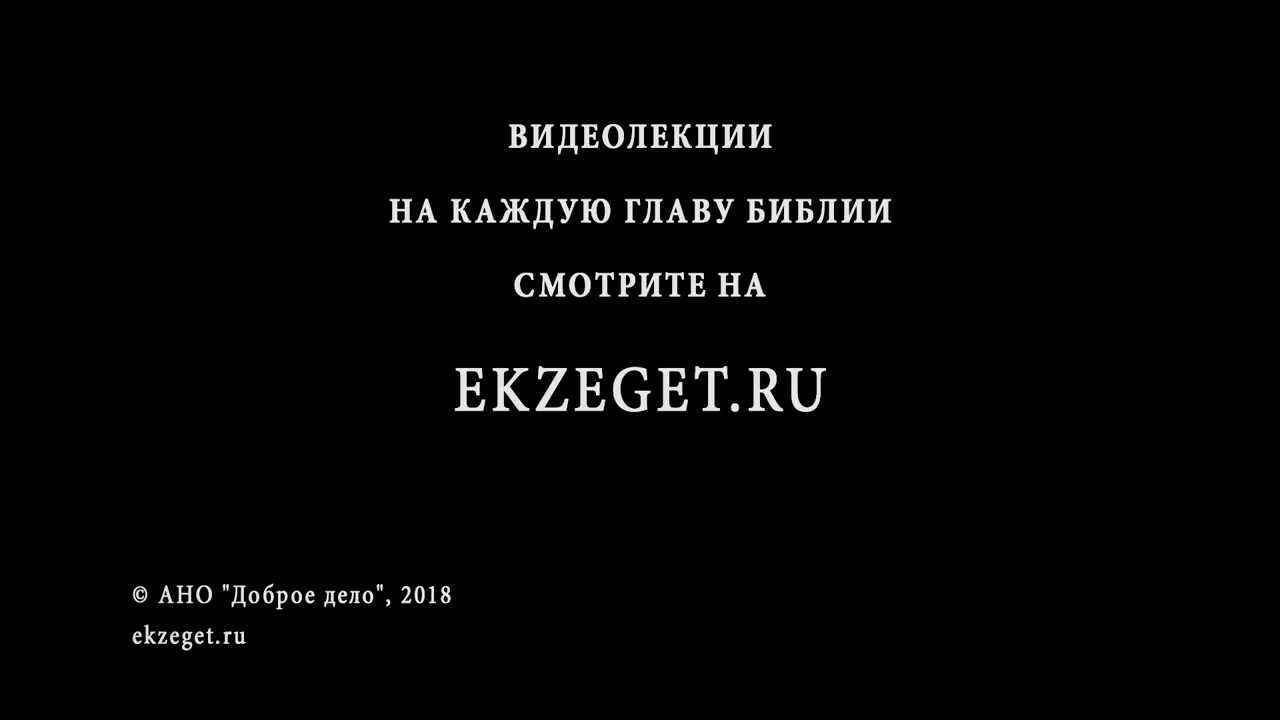 ВИДЕОЛЕКЦИИ
НА КАЖДУЮ ГЛАВУ БИБЛИИ
СМОТРИТЕ НА
EKZEGET.RU
© АНО "Доброе дело", 2018
ekzeget.ru